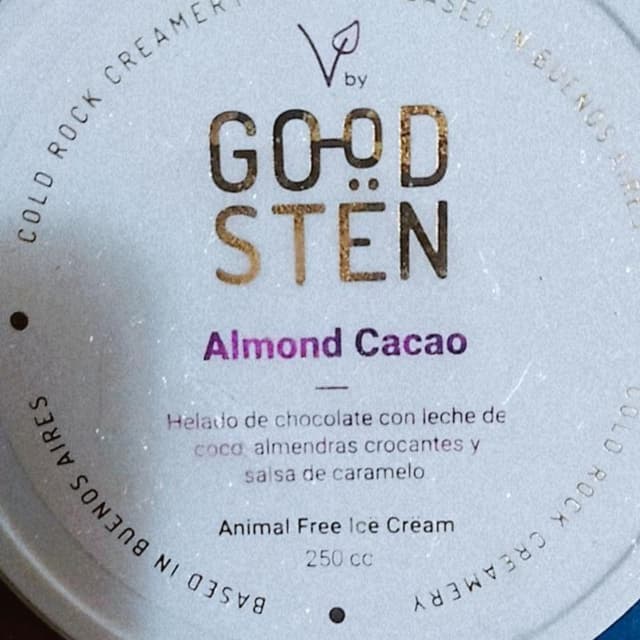 COLD ROCK CREAMERY
BASED IN BUENOS AIRES
V by
GOOD
STËN
Almond Cacao
Helado de chocolate con leche de
coco, almendras crocantes y
salsa de caramelo
Animal Free Ice Cream
250 cc
BASED IN BUENOS AIRES
COLD ROCK CREAMERY